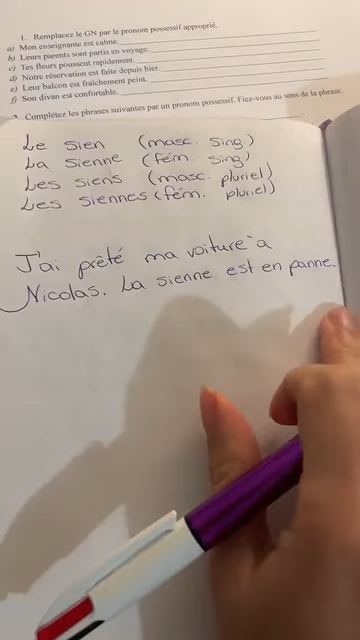 1. Remplacez le GN par le pronom possessif approprié.
a) Mon enseignante est calme.
b) Leurs parents sont partis en voyage.
c) Tes fleurs poussent rapidement.
d) Notre réservation est faite depuis hier.
e) Leur balcon est fraîchement peint.
f) Son divan est confortable.
Complétez les phrases suivantes par un pronom possessif. Fiez-vous au sens de la phrase.
Le sien (masc. sing.)
La sienne (fém. sing)
Les siens (masc. pluriel)
Les siennes (fém. pluriel)
J'ai prêté ma voiture à
Nicolas. La sienne est en panne.